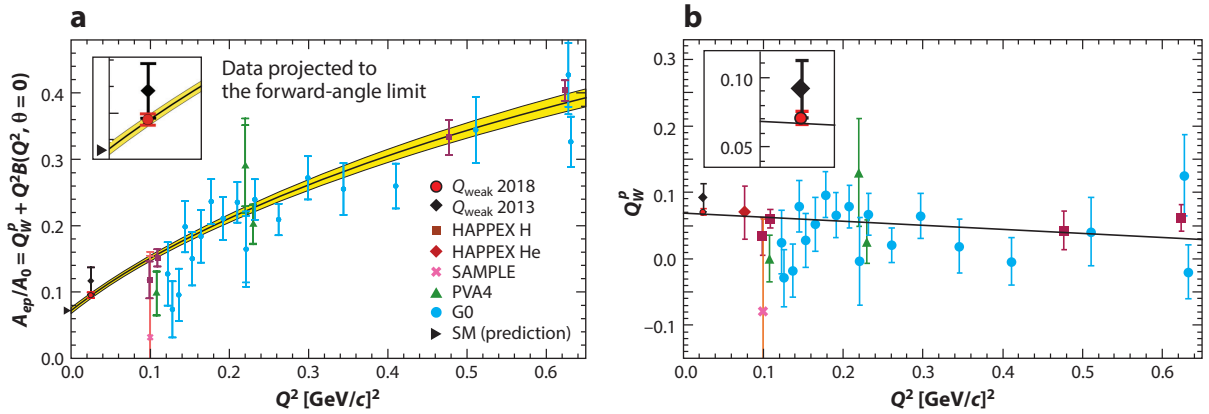 a
A_ep/A_0 = Q_W^p + Q^2B(Q^2, θ = 0)
0.4
0.3
0.2
0.1
0.0
Data projected to
the forward-angle limit
Q_weak 2018
Q_weak 2013
HAPPEX H
HAPPEX He
SAMPLE
PVA4
G0
SM (prediction)
0.0 0.1 0.2 0.3 0.4 0.5 0.6
Q^2 [GeV/c]^2
b
Q_W^p
0.3
0.2
0.1
0.0
−0.1
0.10
0.05
0.0 0.1 0.2 0.3 0.4 0.5 0.6
Q^2 [GeV/c]^2